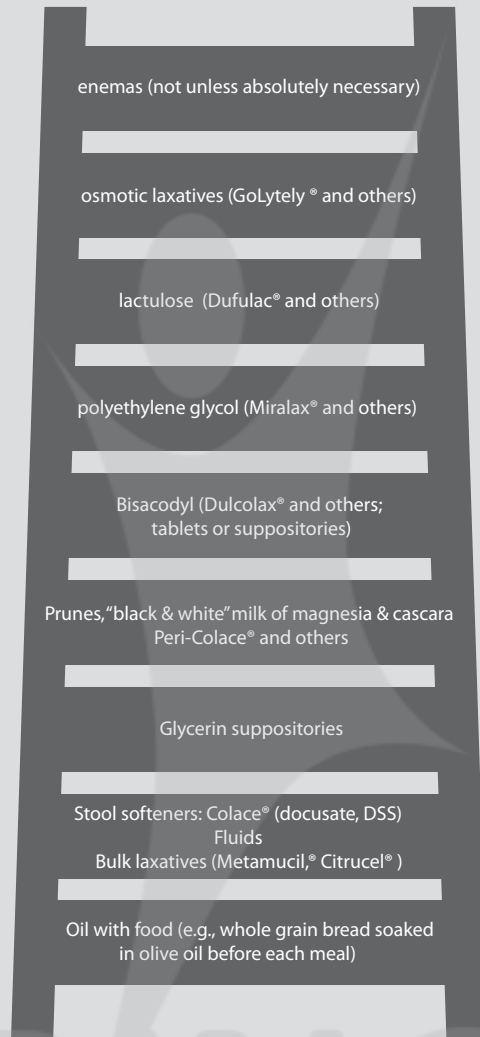 enemas (not unless absolutely necessary)
osmotic laxatives (GoLytely ® and others)
lactulose (Dufulac® and others)
polyethylene glycol (Miralax® and others)
Bisacodyl (Dulcolax® and others;
tablets or suppositories)
Prunes, “black & white” milk of magnesia & cascara
Peri-Colace® and others
Glycerin suppositories
Stool softeners: Colace® (docusate, DSS)
Fluids
Bulk laxatives (Metamucil,® Citrucel® )
Oil with food (e.g., whole grain bread soaked
in olive oil before each meal)